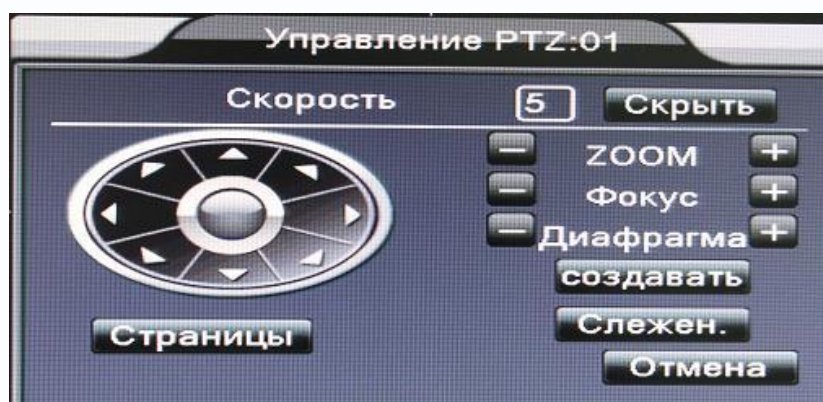 Управление PTZ:01
Скорость 5 Скрыть
− ZOOM +
− Фокус +
− Диафрагма +
создавать
Страницы
Слежен.
Отмена